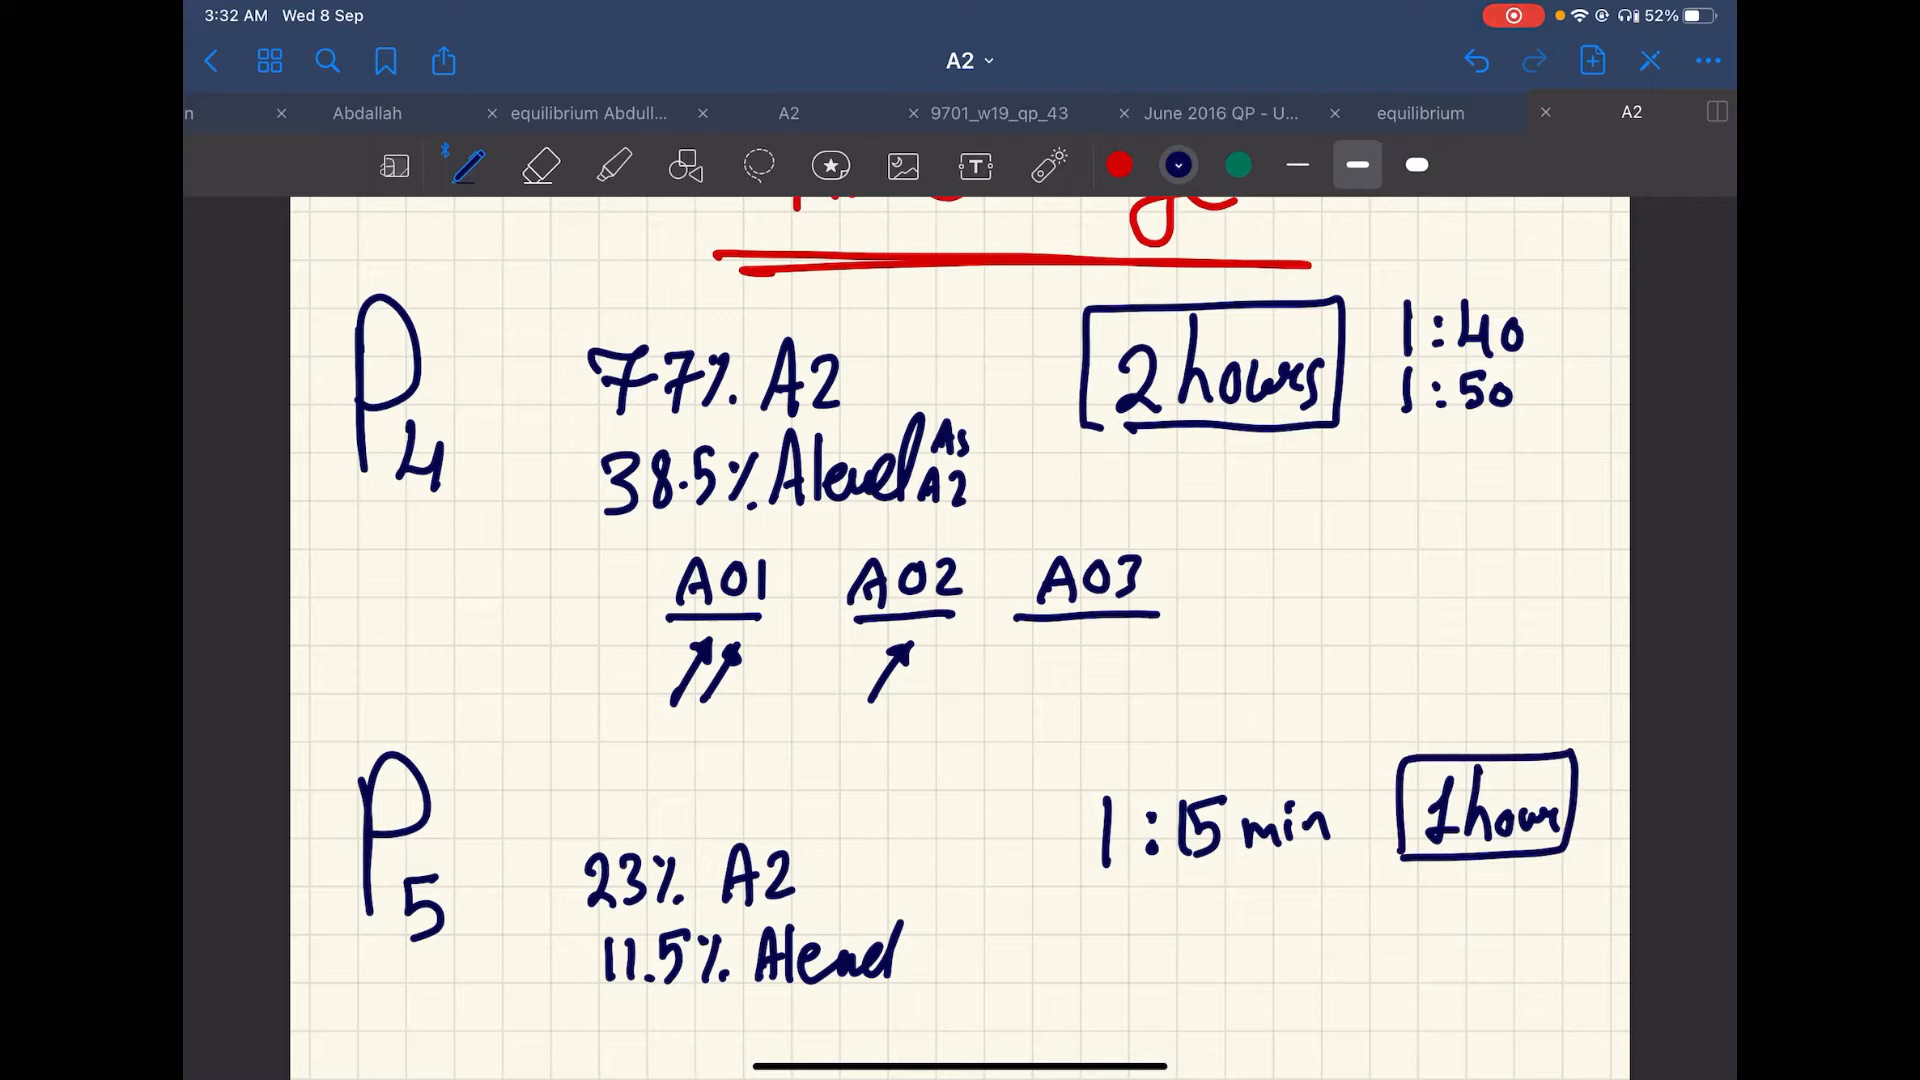 3:32 AM Wed 8 Sep
52%
A2
n
Abdallah
equilibrium Abdull...
A2
9701_w19_qp_43
June 2016 QP - U...
equilibrium
A2
P4
77% A2
2 hours
1:40
1:50
38.5% Alevel As A2
AO1 AO2 AO3
P5
1:15 min
1 hour
23% A2
11.5% Alevel